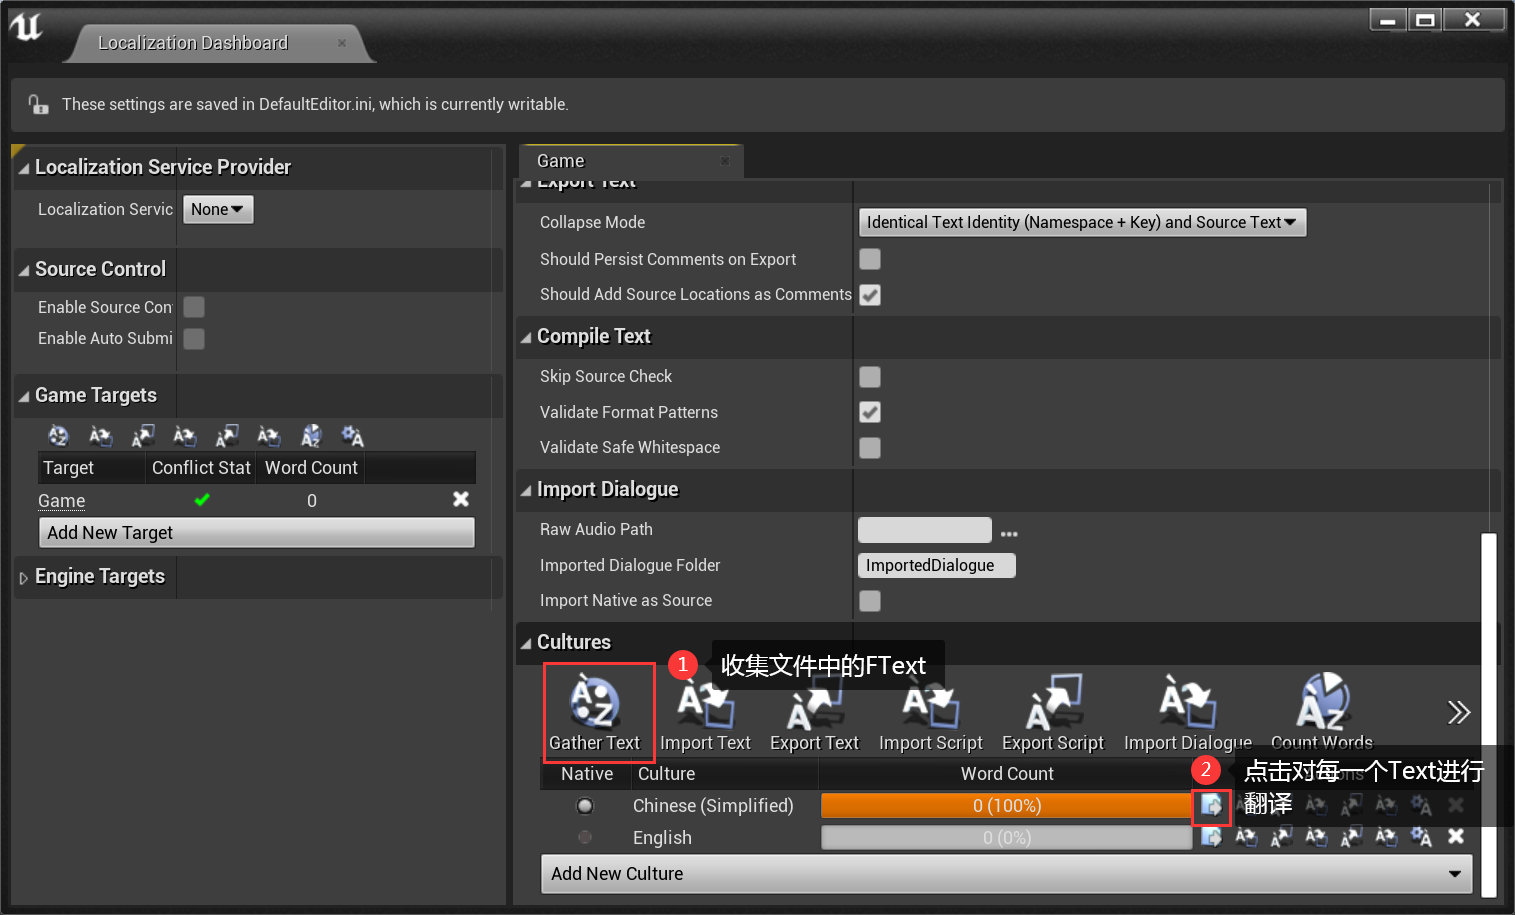 Localization Dashboard
These settings are saved in DefaultEditor.ini, which is currently writable.
Localization Service Provider
Localization Servic
None
Source Control
Enable Source Con
Enable Auto Submi
Game Targets
Target Conflict Stat Word Count
Game 0
Add New Target
Engine Targets
Game
Export Text
Collapse Mode
Identical Text Identity (Namespace + Key) and Source Text
Should Persist Comments on Export
Should Add Source Locations as Comments
Compile Text
Skip Source Check
Validate Format Patterns
Validate Safe Whitespace
Import Dialogue
Raw Audio Path
...
Imported Dialogue Folder
ImportedDialogue
Import Native as Source
Cultures
1
收集文件中的FText
Gather Text Import Text Export Text Import Script Export Script Import Dialogue Count Words
Native Culture Word Count
2
点击对每一个Text进行
翻译
Chinese (Simplified) 0 (100%)
English 0 (0%)
Add New Culture